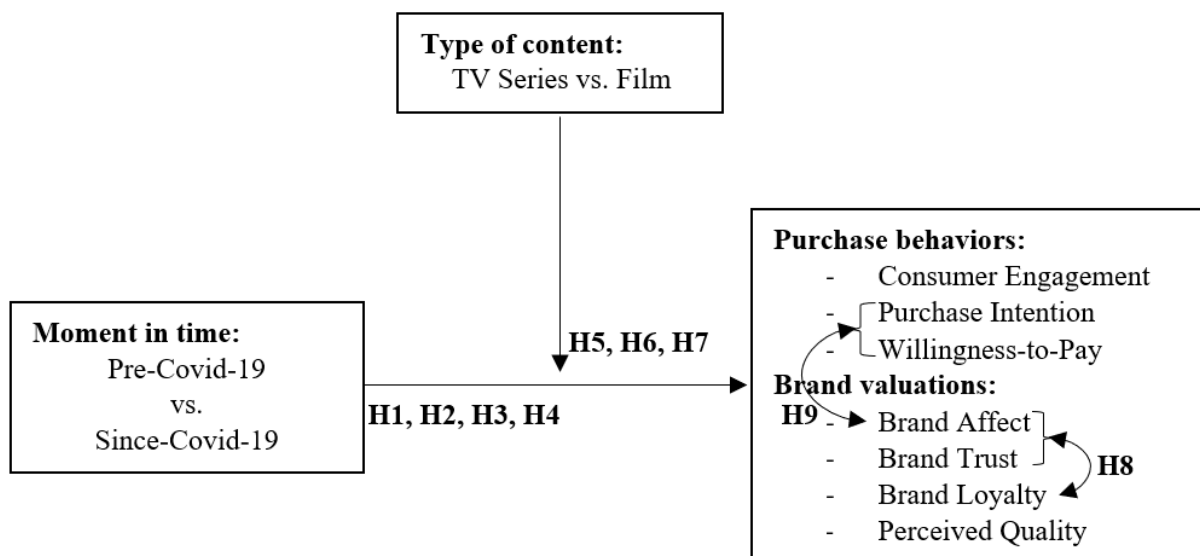 Type of content:
TV Series vs. Film
Moment in time:
Pre-Covid-19
vs.
Since-Covid-19
H5, H6, H7
H1, H2, H3, H4
Purchase behaviors:
- Consumer Engagement
- Purchase Intention
- Willingness-to-Pay
Brand valuations:
H9
- Brand Affect
- Brand Trust
H8
- Brand Loyalty
- Perceived Quality